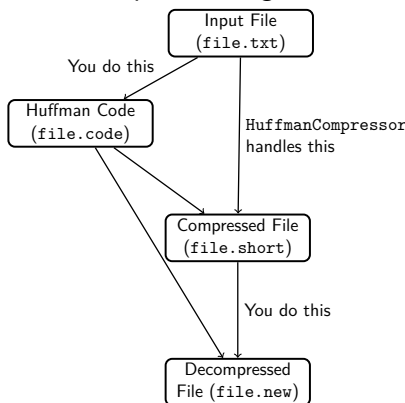 Input File
(file.txt)
You do this
Huffman Code
(file.code)
HuffmanCompressor
handles this
Compressed File
(file.short)
You do this
Decompressed
File (file.new)